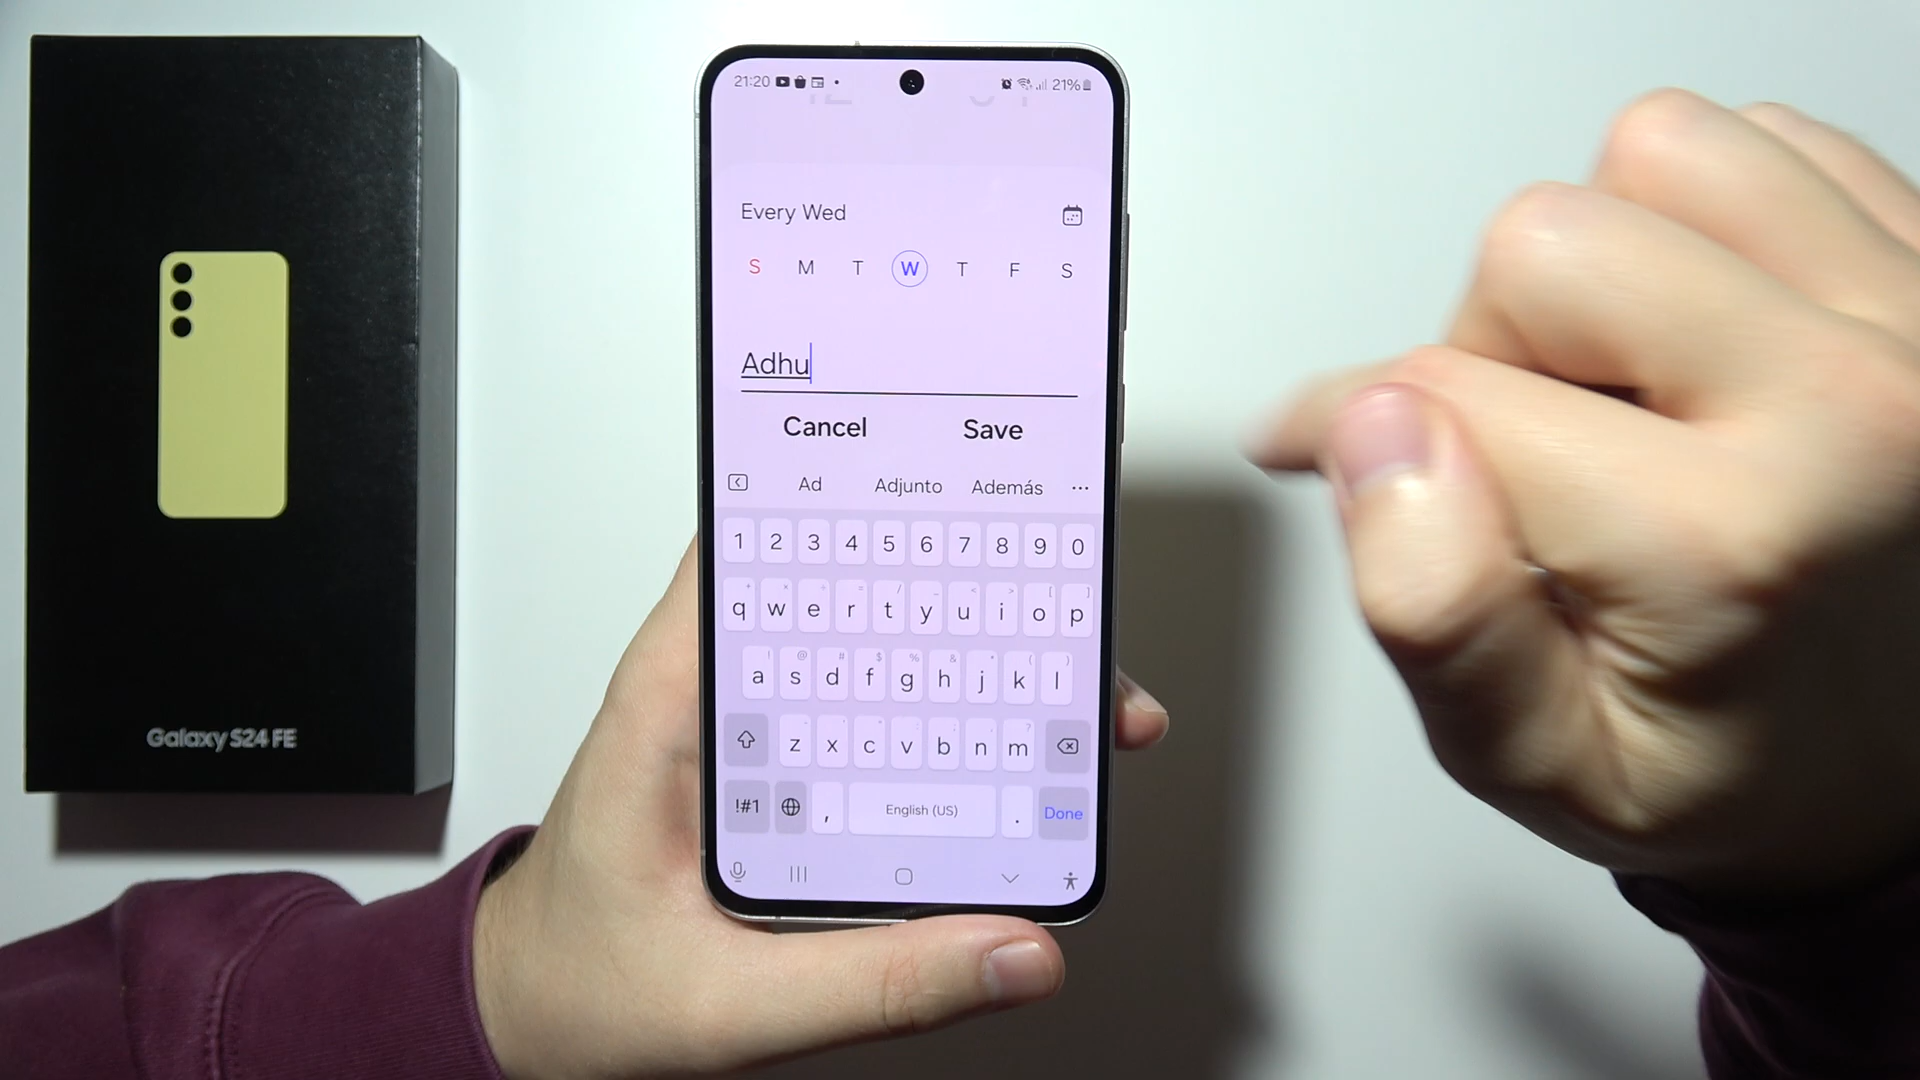 Galaxy S24 FE
21:20 21%
Every Wed
S M T W T F S
Adhu
Cancel Save
Ad Adjunto Además ...
1 2 3 4 5 6 7 8 9 0
q w e r t y u i o p
a s d f g h j k l
z x c v b n m
!#1 , English (US) . Done